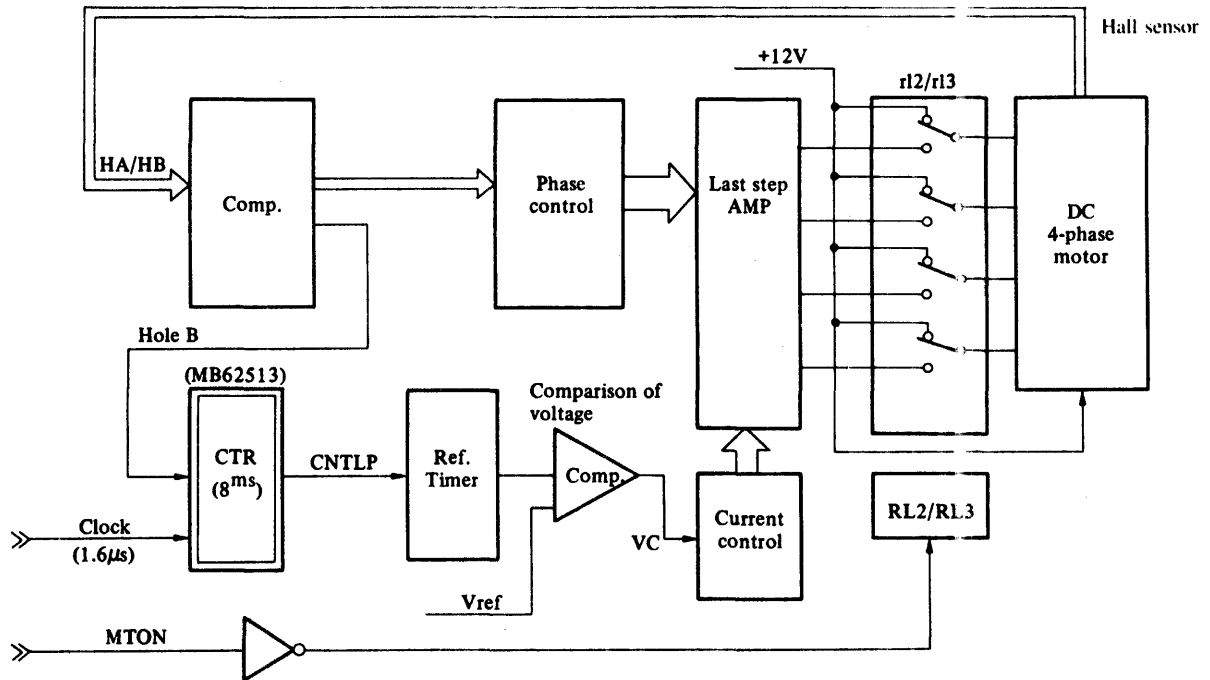 Hall sensor
+12V
rl2/rl3
HA/HB
Comp.
Phase
control
Last step
AMP
DC
4-phase
motor
Hole B
(MB62513)
CTR
(8ms)
CNTLP
Ref.
Timer
Comparison of
voltage
Comp.
VC
Current
control
RL2/RL3
Clock
(1.6μs)
Vref
MTON